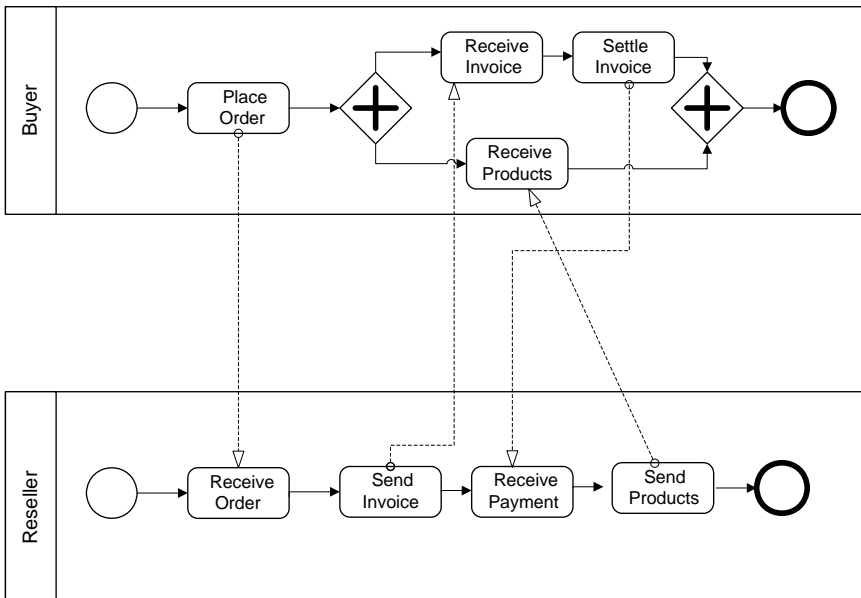 Buyer
Place
Order
Receive
Invoice
Settle
Invoice
Receive
Products
Reseller
Receive
Order
Send
Invoice
Receive
Payment
Send
Products